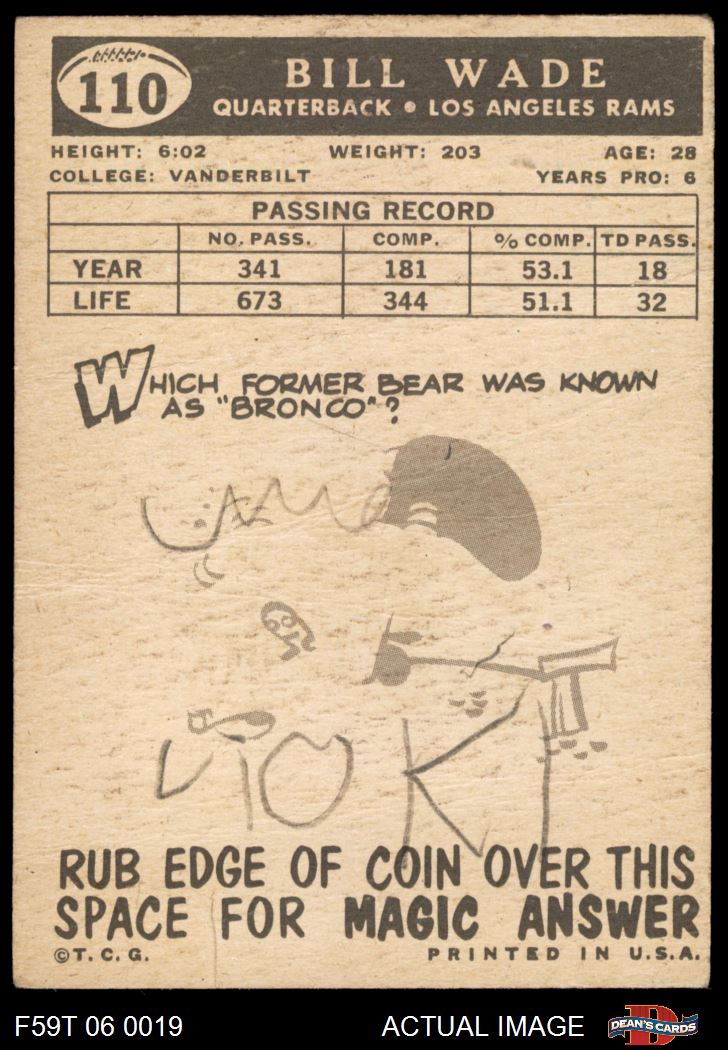 110
BILL WADE
QUARTERBACK • LOS ANGELES RAMS
HEIGHT: 6:02 WEIGHT: 203 AGE: 28
COLLEGE: VANDERBILT YEARS PRO: 6
PASSING RECORD
NO. PASS. COMP. % COMP. TD PASS.
YEAR 341 181 53.1 18
LIFE 673 344 51.1 32
WHICH FORMER BEAR WAS KNOWN
AS "BRONCO"?
RUB EDGE OF COIN OVER THIS
SPACE FOR MAGIC ANSWER
©T.C.G. PRINTED IN U.S.A.
F59T 06 0019 ACTUAL IMAGE DEAN'S CARDS